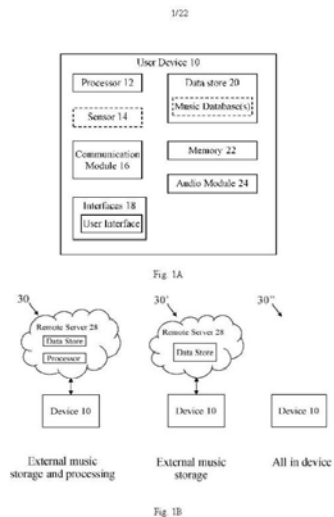 1/22
User Device 10
Processor 12
Data store 20
Music Database(s)
Sensor 14
Communication
Module 16
Memory 22
Audio Module 24
Interfaces 18
User Interface
Fig. 1A
30
30'
30"
Remote Server 28
Data Store
Processor
Remote Server 28
Data Store
Device 10
Device 10
Device 10
External music
storage and processing
External music
storage
All in device
Fig. 1B